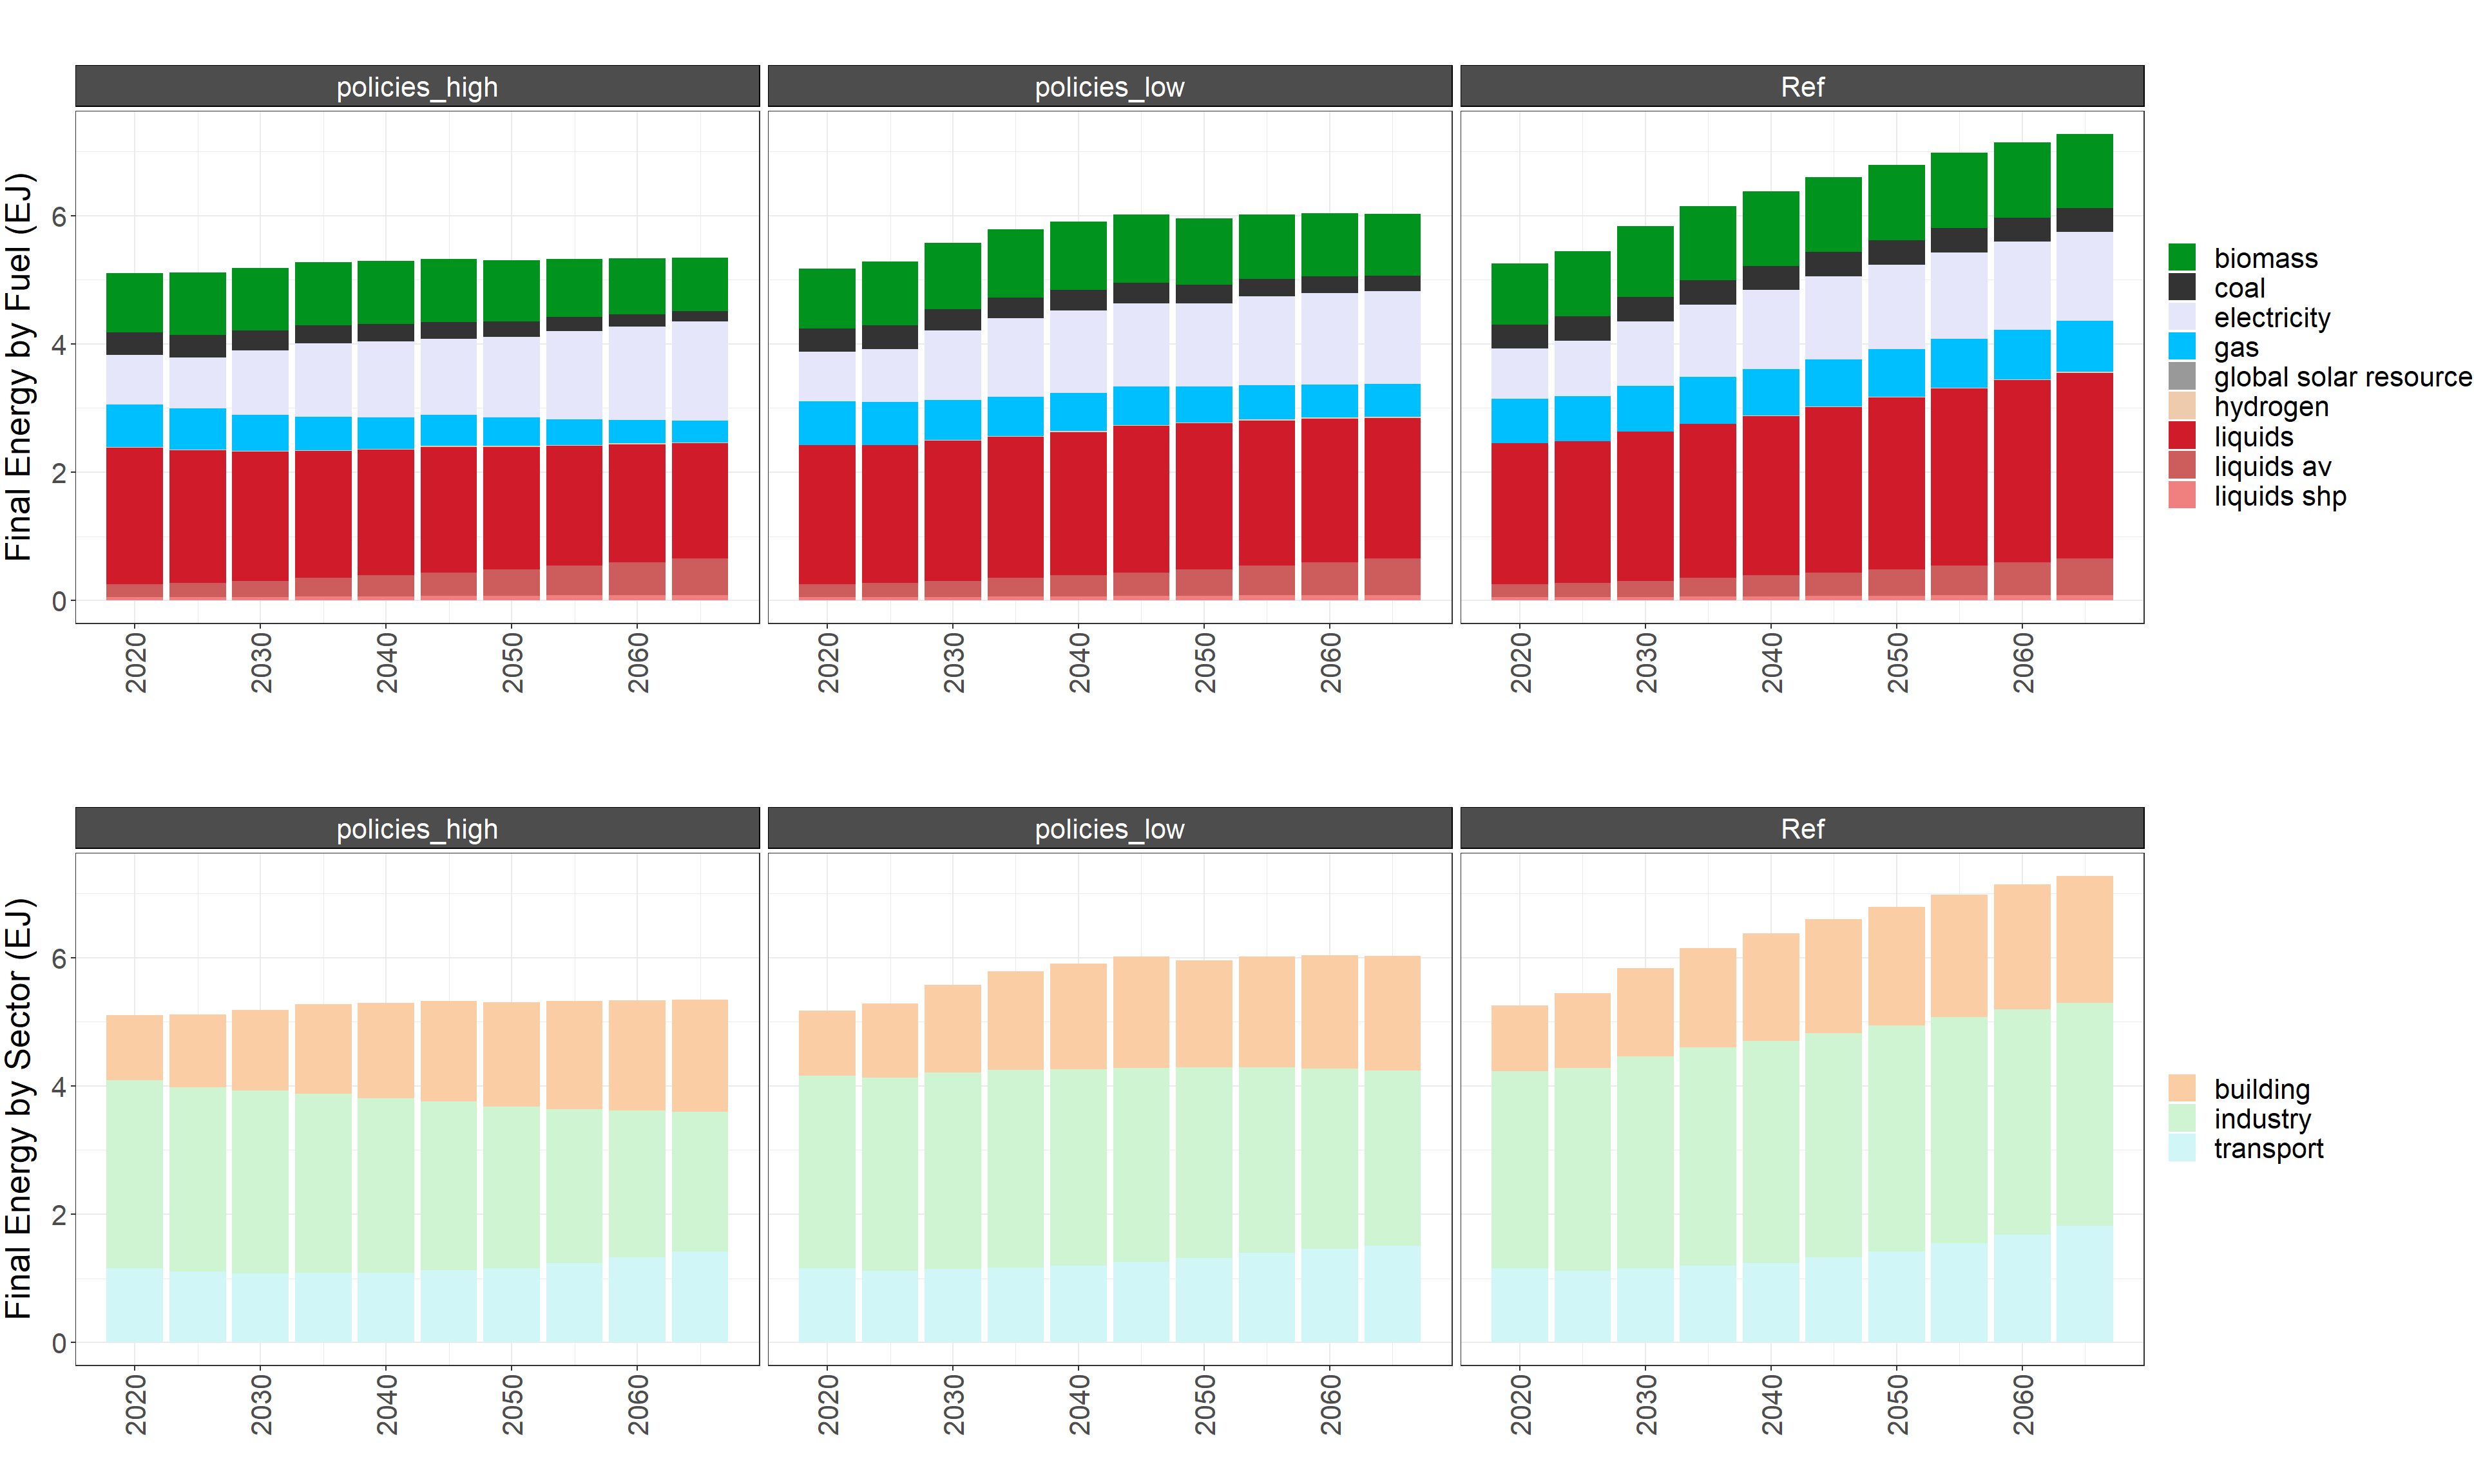 policies_high
policies_low
Ref
Final Energy by Fuel (EJ)
6
4
2
0
2020
2030
2040
2050
2060
2020
2030
2040
2050
2060
2020
2030
2040
2050
2060
biomass
coal
electricity
gas
global solar resource
hydrogen
liquids
liquids av
liquids shp
policies_high
policies_low
Ref
Final Energy by Sector (EJ)
6
4
2
0
2020
2030
2040
2050
2060
2020
2030
2040
2050
2060
2020
2030
2040
2050
2060
building
industry
transport